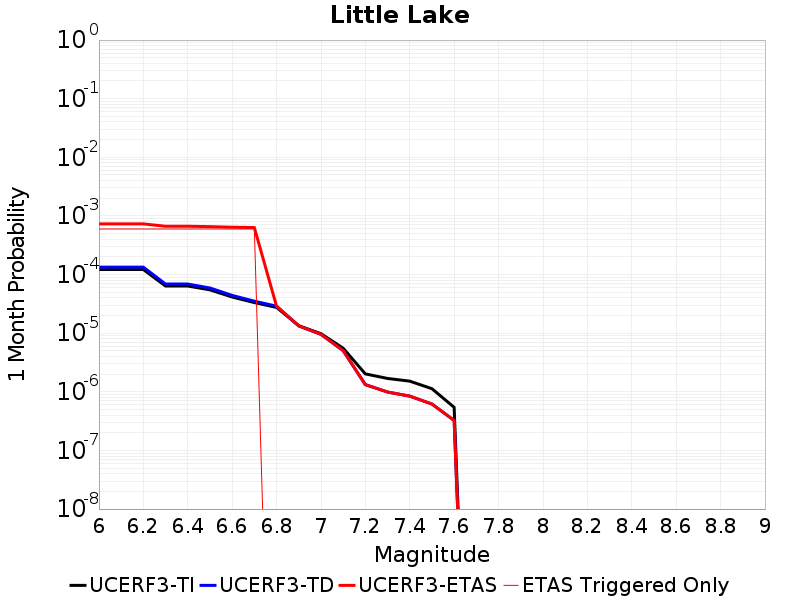 Little Lake
10^0
10^-1
10^-2
10^-3
10^-4
10^-5
10^-6
10^-7
10^-8
1 Month Probability
6 6.2 6.4 6.6 6.8 7 7.2 7.4 7.6 7.8 8 8.2 8.4 8.6 8.8 9
Magnitude
UCERF3-TI UCERF3-TD UCERF3-ETAS ETAS Triggered Only